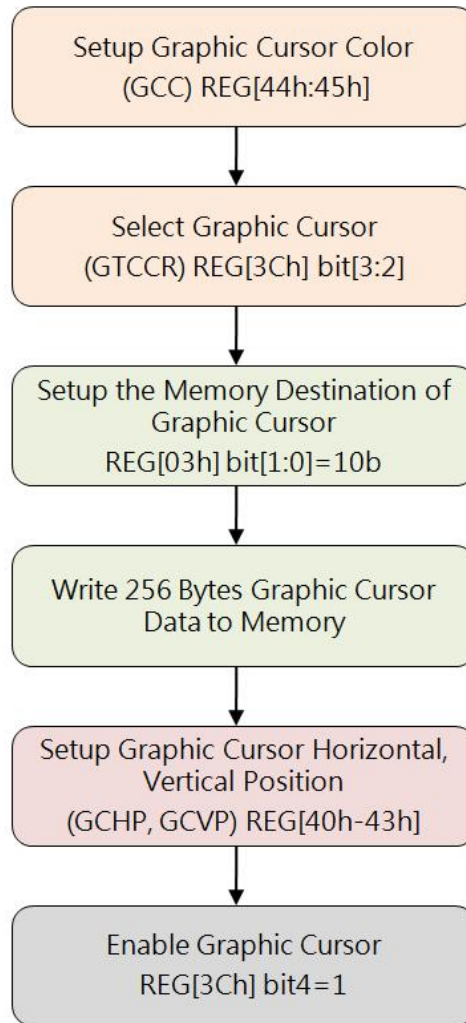 Setup Graphic Cursor Color
(GCC) REG[44h:45h]
Select Graphic Cursor
(GTCCR) REG[3Ch] bit[3:2]
Setup the Memory Destination of
Graphic Cursor
REG[03h] bit[1:0]=10b
Write 256 Bytes Graphic Cursor
Data to Memory
Setup Graphic Cursor Horizontal,
Vertical Position
(GCHP, GCVP) REG[40h-43h]
Enable Graphic Cursor
REG[3Ch] bit4=1